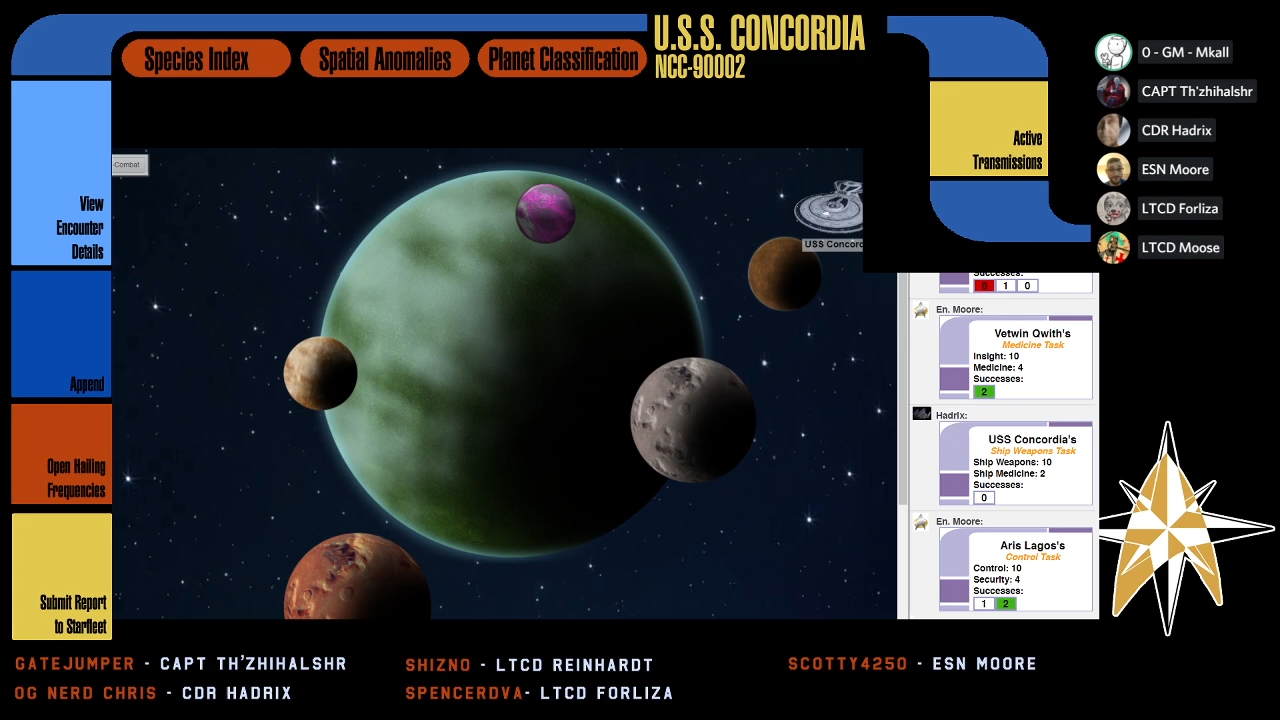 Species Index
Spatial Anomalies
Planet Classification
U.S.S. CONCORDIA
NCC-90002
View
Encounter
Details
Append
Open Hailing
Frequencies
Submit Report
to Starfleet
-Combat
USS Concord
Active
Transmissions
0 - GM - Mkall
CAPT Th'zhihalshr
CDR Hadrix
ESN Moore
LTCD Forliza
LTCD Moose
Successes:
0 1 0
En. Moore:
Vetwin Qwith's
Medicine Task
Insight: 10
Medicine: 4
Successes:
2
Hadrix:
USS Concordia's
Ship Weapons Task
Ship Weapons: 10
Ship Medicine: 2
Successes:
0
En. Moore:
Aris Lagos's
Control Task
Control: 10
Security: 4
Successes:
1 2
GATEJUMPER - CAPT TH'ZHIHALSHR
SHIZNO - LTCD REINHARDT
SCOTTY4250 - ESN MOORE
OG NERD CHRIS - CDR HADRIX
SPENCERDVA- LTCD FORLIZA